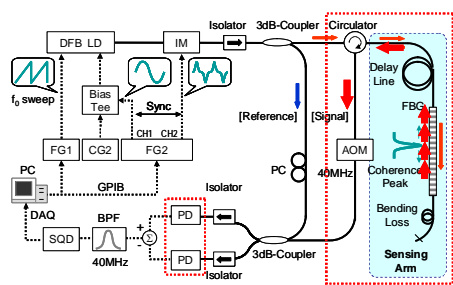 Isolator
3dB-Coupler
Circulator
DFB LD
IM
f0 sweep
Bias
Tee
Sync
CH1 CH2
FG1
CG2
FG2
GPIB
PC
DAQ
SQD
BPF
40MHz
+
-
Σ
PD
PD
Isolator
Isolator
3dB-Coupler
[Reference]
[Signal]
PC
AOM
40MHz
Delay
Line
FBG
Coherence
Peak
Bending
Loss
Sensing
Arm